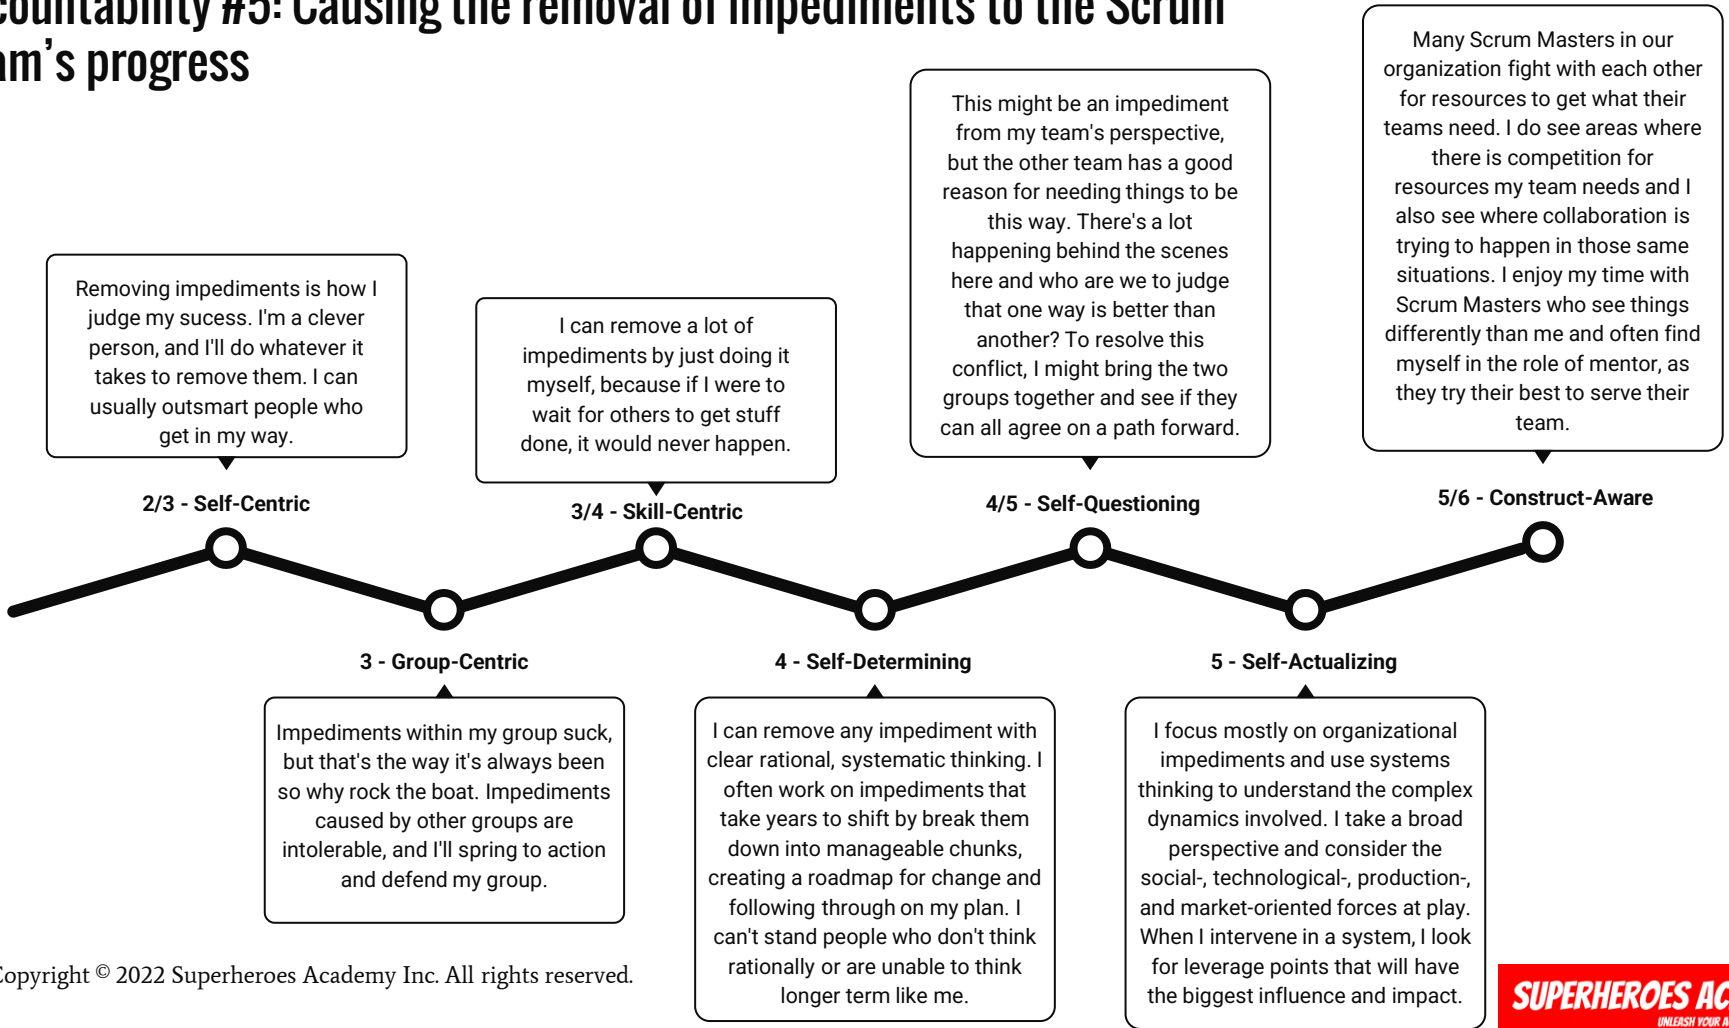 countability #5: Causing the removal of impediments to the Scrum
am's progress
Many Scrum Masters in our
organization fight with each other
for resources to get what their
teams need. I do see areas where
there is competition for
resources my team needs and I
also see where collaboration is
trying to happen in those same
situations. I enjoy my time with
Scrum Masters who see things
differently than me and often find
myself in the role of mentor, as
they try their best to serve their
team.
This might be an impediment
from my team's perspective,
but the other team has a good
reason for needing things to be
this way. There's a lot
happening behind the scenes
here and who are we to judge
that one way is better than
another? To resolve this
conflict, I might bring the two
groups together and see if they
can all agree on a path forward.
Removing impediments is how I
judge my sucess. I'm a clever
person, and I'll do whatever it
takes to remove them. I can
usually outsmart people who
get in my way.
I can remove a lot of
impediments by just doing it
myself, because if I were to
wait for others to get stuff
done, it would never happen.
2/3 - Self-Centric
3/4 - Skill-Centric
4/5 - Self-Questioning
5/6 - Construct-Aware
3 - Group-Centric
4 - Self-Determining
5 - Self-Actualizing
Impediments within my group suck,
but that's the way it's always been
so why rock the boat. Impediments
caused by other groups are
intolerable, and I'll spring to action
and defend my group.
I can remove any impediment with
clear rational, systematic thinking. I
often work on impediments that
take years to shift by break them
down into manageable chunks,
creating a roadmap for change and
following through on my plan. I
can't stand people who don't think
rationally or are unable to think
longer term like me.
I focus mostly on organizational
impediments and use systems
thinking to understand the complex
dynamics involved. I take a broad
perspective and consider the
social-, technological-, production-,
and market-oriented forces at play.
When I intervene in a system, I look
for leverage points that will have
the biggest influence and impact.
Copyright © 2022 Superheroes Academy Inc. All rights reserved.
SUPERHEROES AC
UNLEASH YOUR A